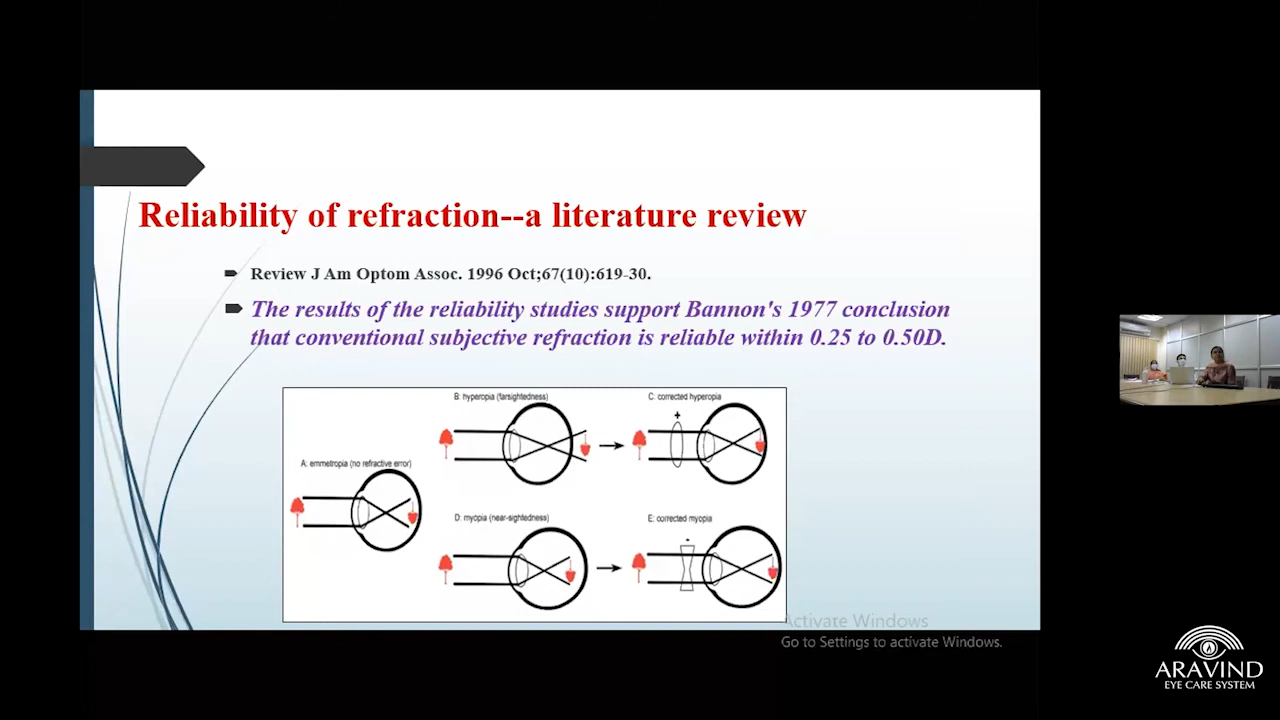 Reliability of refraction--a literature review
Review J Am Optom Assoc. 1996 Oct;67(10):619-30.
The results of the reliability studies support Bannon's 1977 conclusion
that conventional subjective refraction is reliable within 0.25 to 0.50D.
B: hyperopia (farsightedness)
C: corrected hyperopia
+
A: emmetropia (no refractive error)
D: myopia (near-sightedness)
E: corrected myopia
-
Activate Windows
Go to Settings to activate Windows.
ARAVIND
EYE CARE SYSTEM